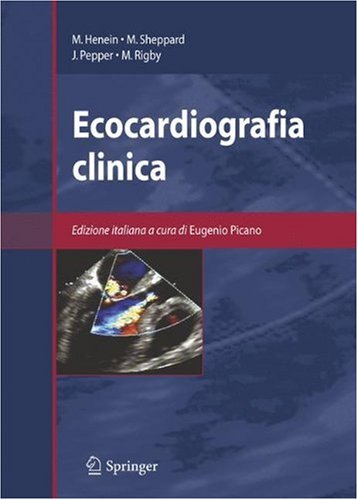 M. Henein • M. Sheppard
J. Pepper • M. Rigby
Ecocardiografia
clinica
Edizione italiana a cura di Eugenio Picano
Springer